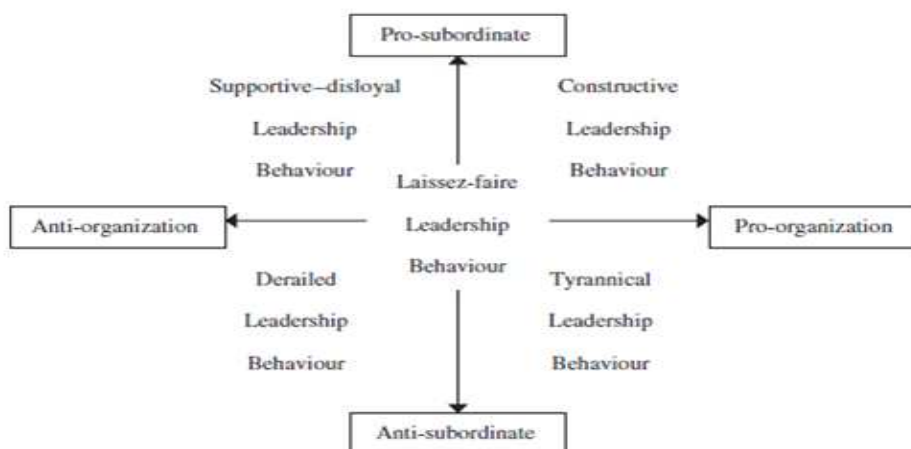 Pro-subordinate
Supportive–disloyal
Leadership
Behaviour
Constructive
Leadership
Behaviour
Laissez-faire
Leadership
Behaviour
Anti-organization
Pro-organization
Derailed
Leadership
Behaviour
Tyrannical
Leadership
Behaviour
Anti-subordinate